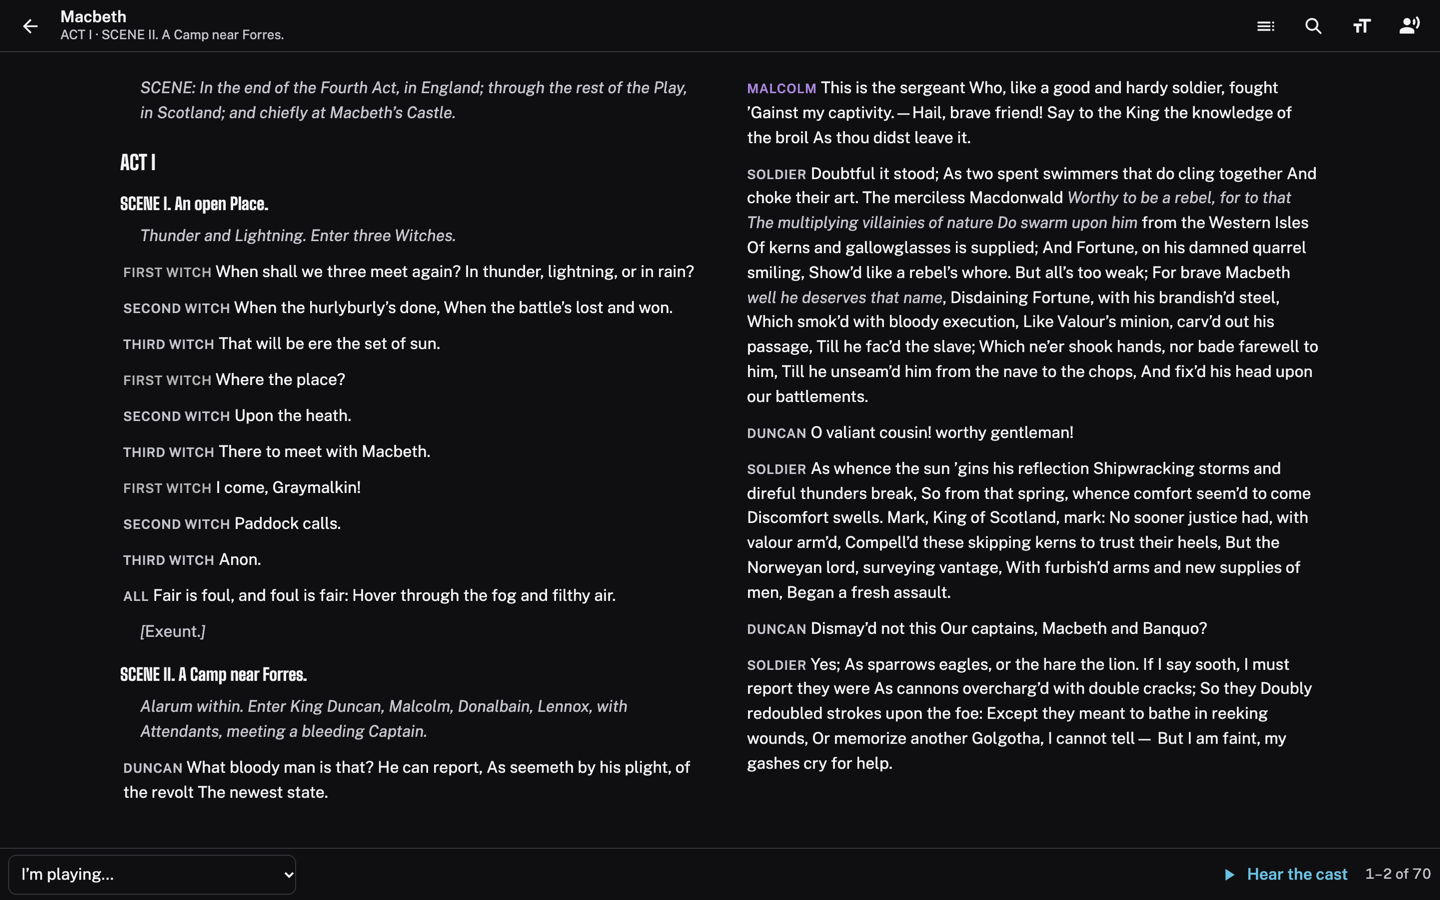 Macbeth
ACT I · SCENE II. A Camp near Forres.
SCENE: In the end of the Fourth Act, in England; through the rest of the Play,
in Scotland; and chiefly at Macbeth’s Castle.
ACT I
SCENE I. An open Place.
Thunder and Lightning. Enter three Witches.
FIRST WITCH When shall we three meet again? In thunder, lightning, or in rain?
SECOND WITCH When the hurlyburly’s done, When the battle’s lost and won.
THIRD WITCH That will be ere the set of sun.
FIRST WITCH Where the place?
SECOND WITCH Upon the heath.
THIRD WITCH There to meet with Macbeth.
FIRST WITCH I come, Graymalkin!
SECOND WITCH Paddock calls.
THIRD WITCH Anon.
ALL Fair is foul, and foul is fair: Hover through the fog and filthy air.
[Exeunt.]
SCENE II. A Camp near Forres.
Alarum within. Enter King Duncan, Malcolm, Donalbain, Lennox, with
Attendants, meeting a bleeding Captain.
DUNCAN What bloody man is that? He can report, As seemeth by his plight, of
the revolt The newest state.
MALCOLM This is the sergeant Who, like a good and hardy soldier, fought
’Gainst my captivity.—Hail, brave friend! Say to the King the knowledge of
the broil As thou didst leave it.
SOLDIER Doubtful it stood; As two spent swimmers that do cling together And
choke their art. The merciless Macdonwald Worthy to be a rebel, for to that
The multiplying villainies of nature Do swarm upon him from the Western Isles
Of kerns and gallowglasses is supplied; And Fortune, on his damned quarrel
smiling, Show’d like a rebel’s whore. But all’s too weak; For brave Macbeth
well he deserves that name, Disdaining Fortune, with his brandish’d steel,
Which smok’d with bloody execution, Like Valour’s minion, carv’d out his
passage, Till he fac’d the slave; Which ne’er shook hands, nor bade farewell to
him, Till he unseam’d him from the nave to the chops, And fix’d his head upon
our battlements.
DUNCAN O valiant cousin! worthy gentleman!
SOLDIER As whence the sun ’gins his reflection Shipwracking storms and
direful thunders break, So from that spring, whence comfort seem’d to come
Discomfort swells. Mark, King of Scotland, mark: No sooner justice had, with
valour arm’d, Compell’d these skipping kerns to trust their heels, But the
Norweyan lord, surveying vantage, With furbish’d arms and new supplies of
men, Began a fresh assault.
DUNCAN Dismay’d not this Our captains, Macbeth and Banquo?
SOLDIER Yes; As sparrows eagles, or the hare the lion. If I say sooth, I must
report they were As cannons overcharg’d with double cracks; So they Doubly
redoubled strokes upon the foe: Except they meant to bathe in reeking
wounds, Or memorize another Golgotha, I cannot tell— But I am faint, my
gashes cry for help.
I’m playing...
Hear the cast
1–2 of 70